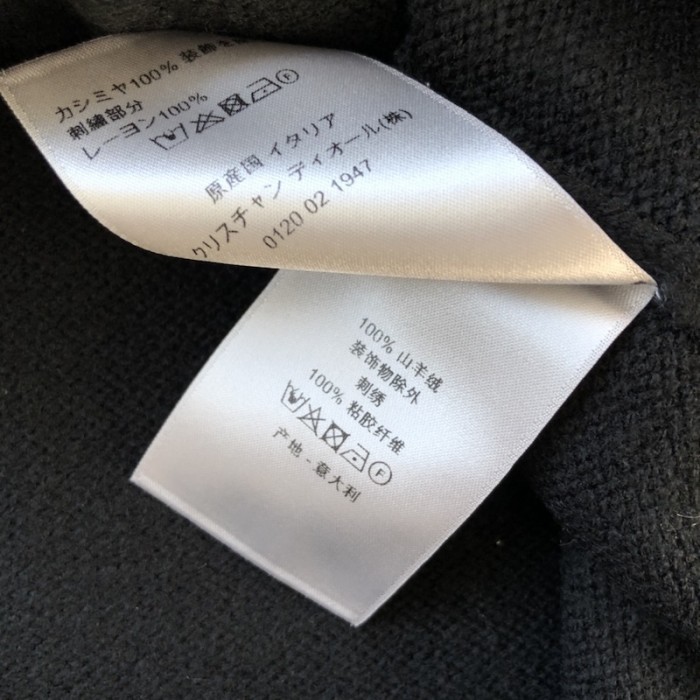 カシミヤ100% 装飾
刺繍部分
レーヨン100%
原産国 イタリア
クリスチャン ディオール(株)
0120 02 1947
100% 山羊绒
装饰物除外
刺绣
100% 粘胶纤维
F
产地 - 意大利